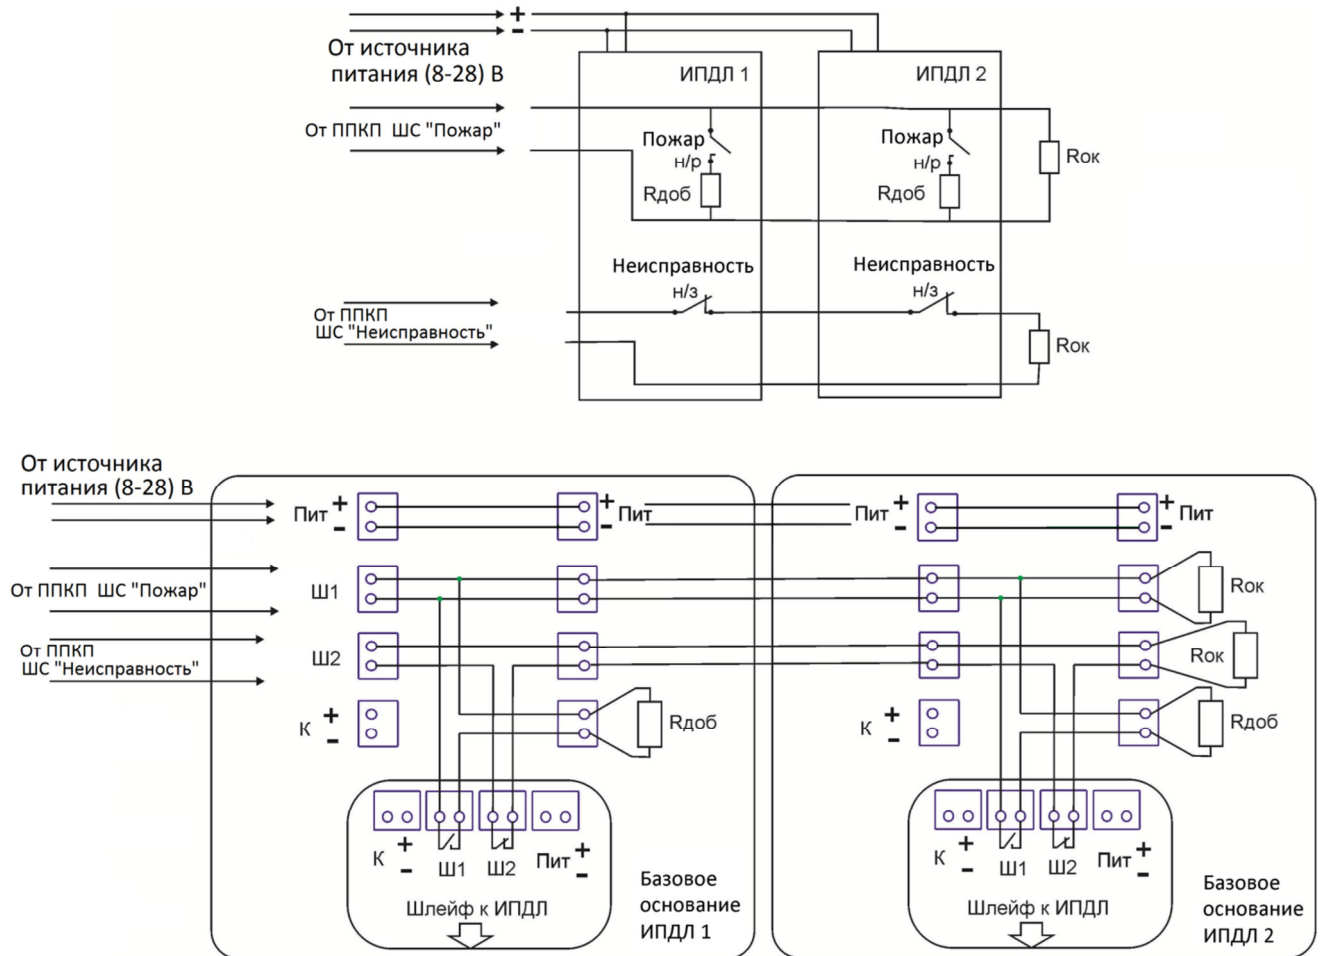 +
-
От источника
питания (8-28) В
ИПДЛ 1
ИПДЛ 2
От ППКП ШС "Пожар"
Пожар
н/р
Rдоб
Пожар
н/р
Rдоб
Rок
Неисправность
н/з
Неисправность
н/з
От ППКП
ШС "Неисправность"
Rок
От источника
питания (8-28) В
Пит + -
+ - Пит
Пит + -
+ - Пит
От ППКП ШС "Пожар"
Ш1
Rок
От ППКП
ШС "Неисправность"
Ш2
Rок
К + -
Rдоб
К + -
Rдоб
К + - Ш1 Ш2 Пит + -
Шлейф к ИПДЛ
Базовое
основание
ИПДЛ 1
К + - Ш1 Ш2 Пит + -
Шлейф к ИПДЛ
Базовое
основание
ИПДЛ 2